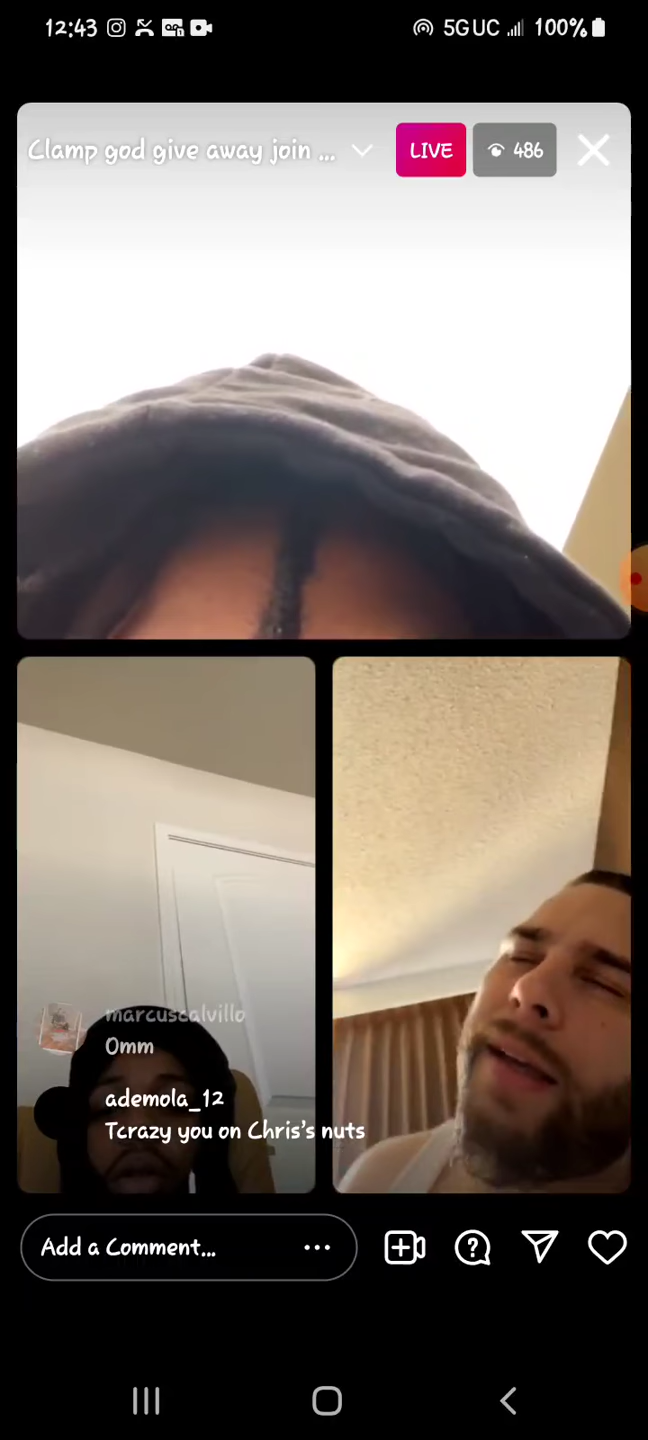 12:43 5G UC 100%
Clamp god give away join ... LIVE 486
marcuscalvillo
Omm
ademola_12
Tcrazy you on Chris's nuts
Add a Comment...